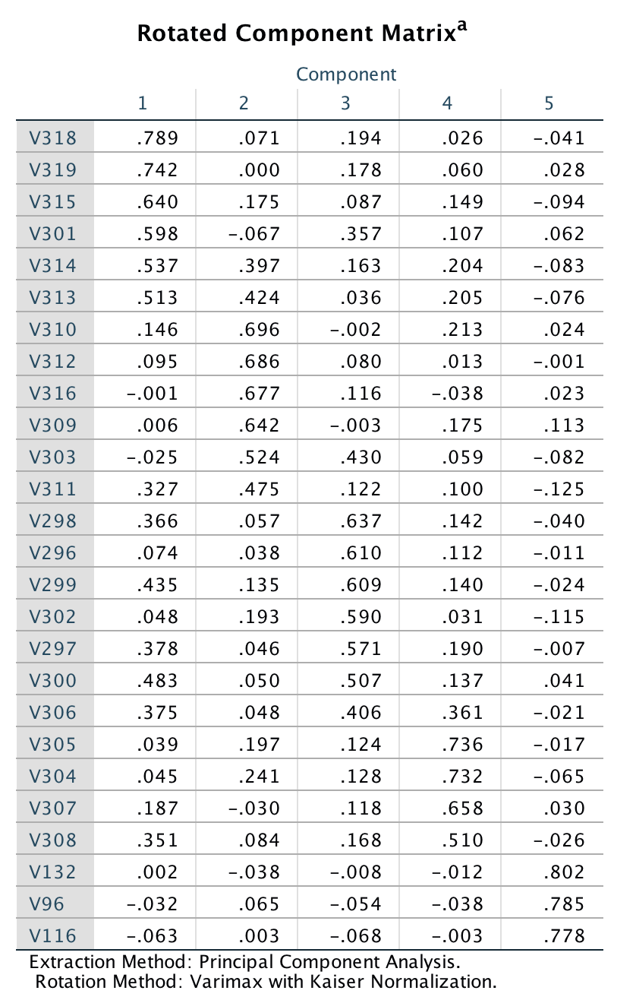 Rotated Component Matrixa
Component
1 2 3 4 5
V318 .789 .071 .194 .026 -.041
V319 .742 .000 .178 .060 .028
V315 .640 .175 .087 .149 -.094
V301 .598 -.067 .357 .107 .062
V314 .537 .397 .163 .204 -.083
V313 .513 .424 .036 .205 -.076
V310 .146 .696 -.002 .213 .024
V312 .095 .686 .080 .013 -.001
V316 -.001 .677 .116 -.038 .023
V309 .006 .642 -.003 .175 .113
V303 -.025 .524 .430 .059 -.082
V311 .327 .475 .122 .100 -.125
V298 .366 .057 .637 .142 -.040
V296 .074 .038 .610 .112 -.011
V299 .435 .135 .609 .140 -.024
V302 .048 .193 .590 .031 -.115
V297 .378 .046 .571 .190 -.007
V300 .483 .050 .507 .137 .041
V306 .375 .048 .406 .361 -.021
V305 .039 .197 .124 .736 -.017
V304 .045 .241 .128 .732 -.065
V307 .187 -.030 .118 .658 .030
V308 .351 .084 .168 .510 -.026
V132 .002 -.038 -.008 -.012 .802
V96 -.032 .065 -.054 -.038 .785
V116 -.063 .003 -.068 -.003 .778
Extraction Method: Principal Component Analysis.
Rotation Method: Varimax with Kaiser Normalization.